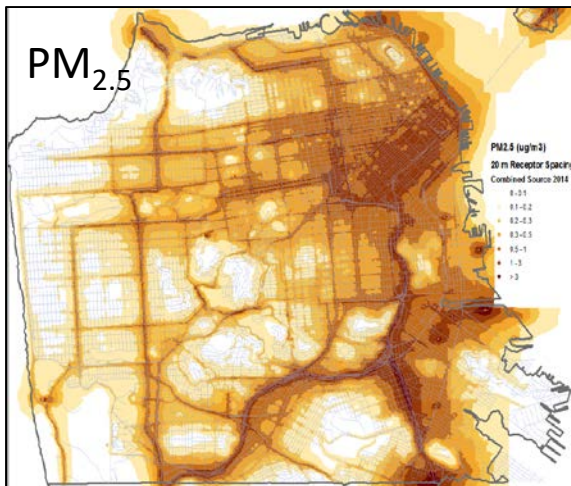 PM2.5
PM2.5 (ug/m3)
20 m Receptor Spacing
Combined Source 2014
0 - 0.1
0.1 - 0.2
0.2 - 0.3
0.3 - 0.5
0.5 - 1
1 - 3
>3